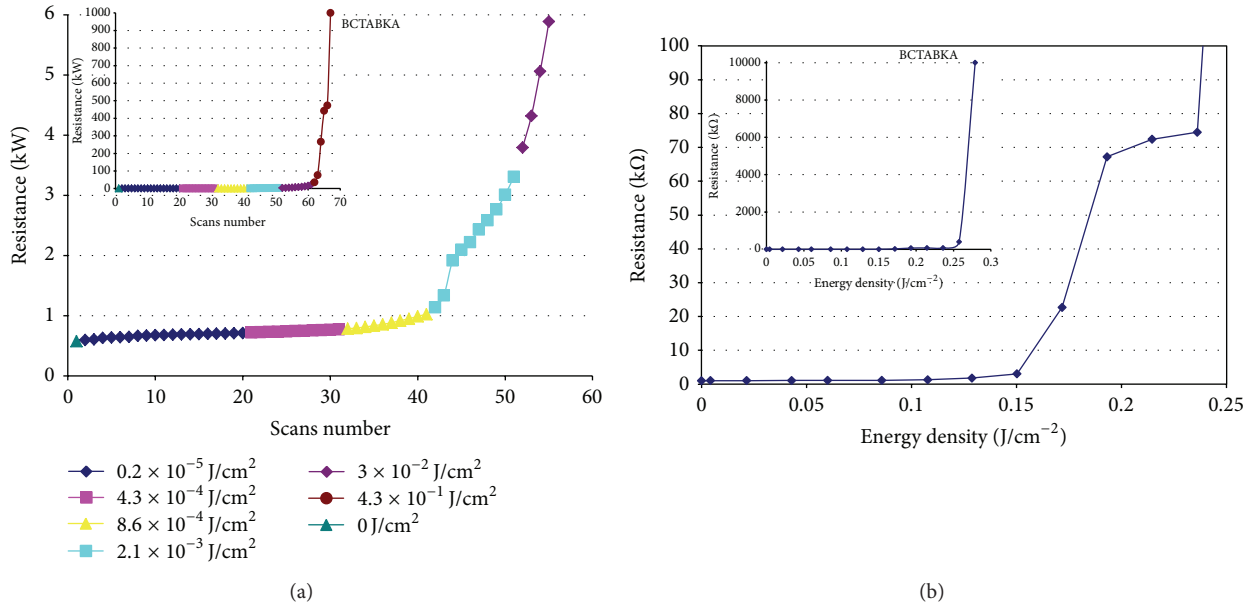 6
5
4
3
2
1
0
0 10 20 30 40 50 60
Resistance (kW)
Scans number
1000
900
800
700
600
500
400
300
200
100
0
0 10 20 30 40 50 60 70
Resistance (kW)
Scans number
BCTABKA
0.2 × 10⁻⁵ J/cm²
4.3 × 10⁻⁴ J/cm²
8.6 × 10⁻⁴ J/cm²
2.1 × 10⁻³ J/cm²
3 × 10⁻² J/cm²
4.3 × 10⁻¹ J/cm²
0 J/cm²
(a)
100
90
80
70
60
50
40
30
20
10
0
0 0.05 0.1 0.15 0.2 0.25
Resistance (kΩ)
Energy density (J/cm⁻²)
BCTABKA
10000
8000
6000
4000
2000
0
0 0.05 0.1 0.15 0.2 0.25 0.3
Resistance (kΩ)
Energy density (J/cm⁻²)
(b)